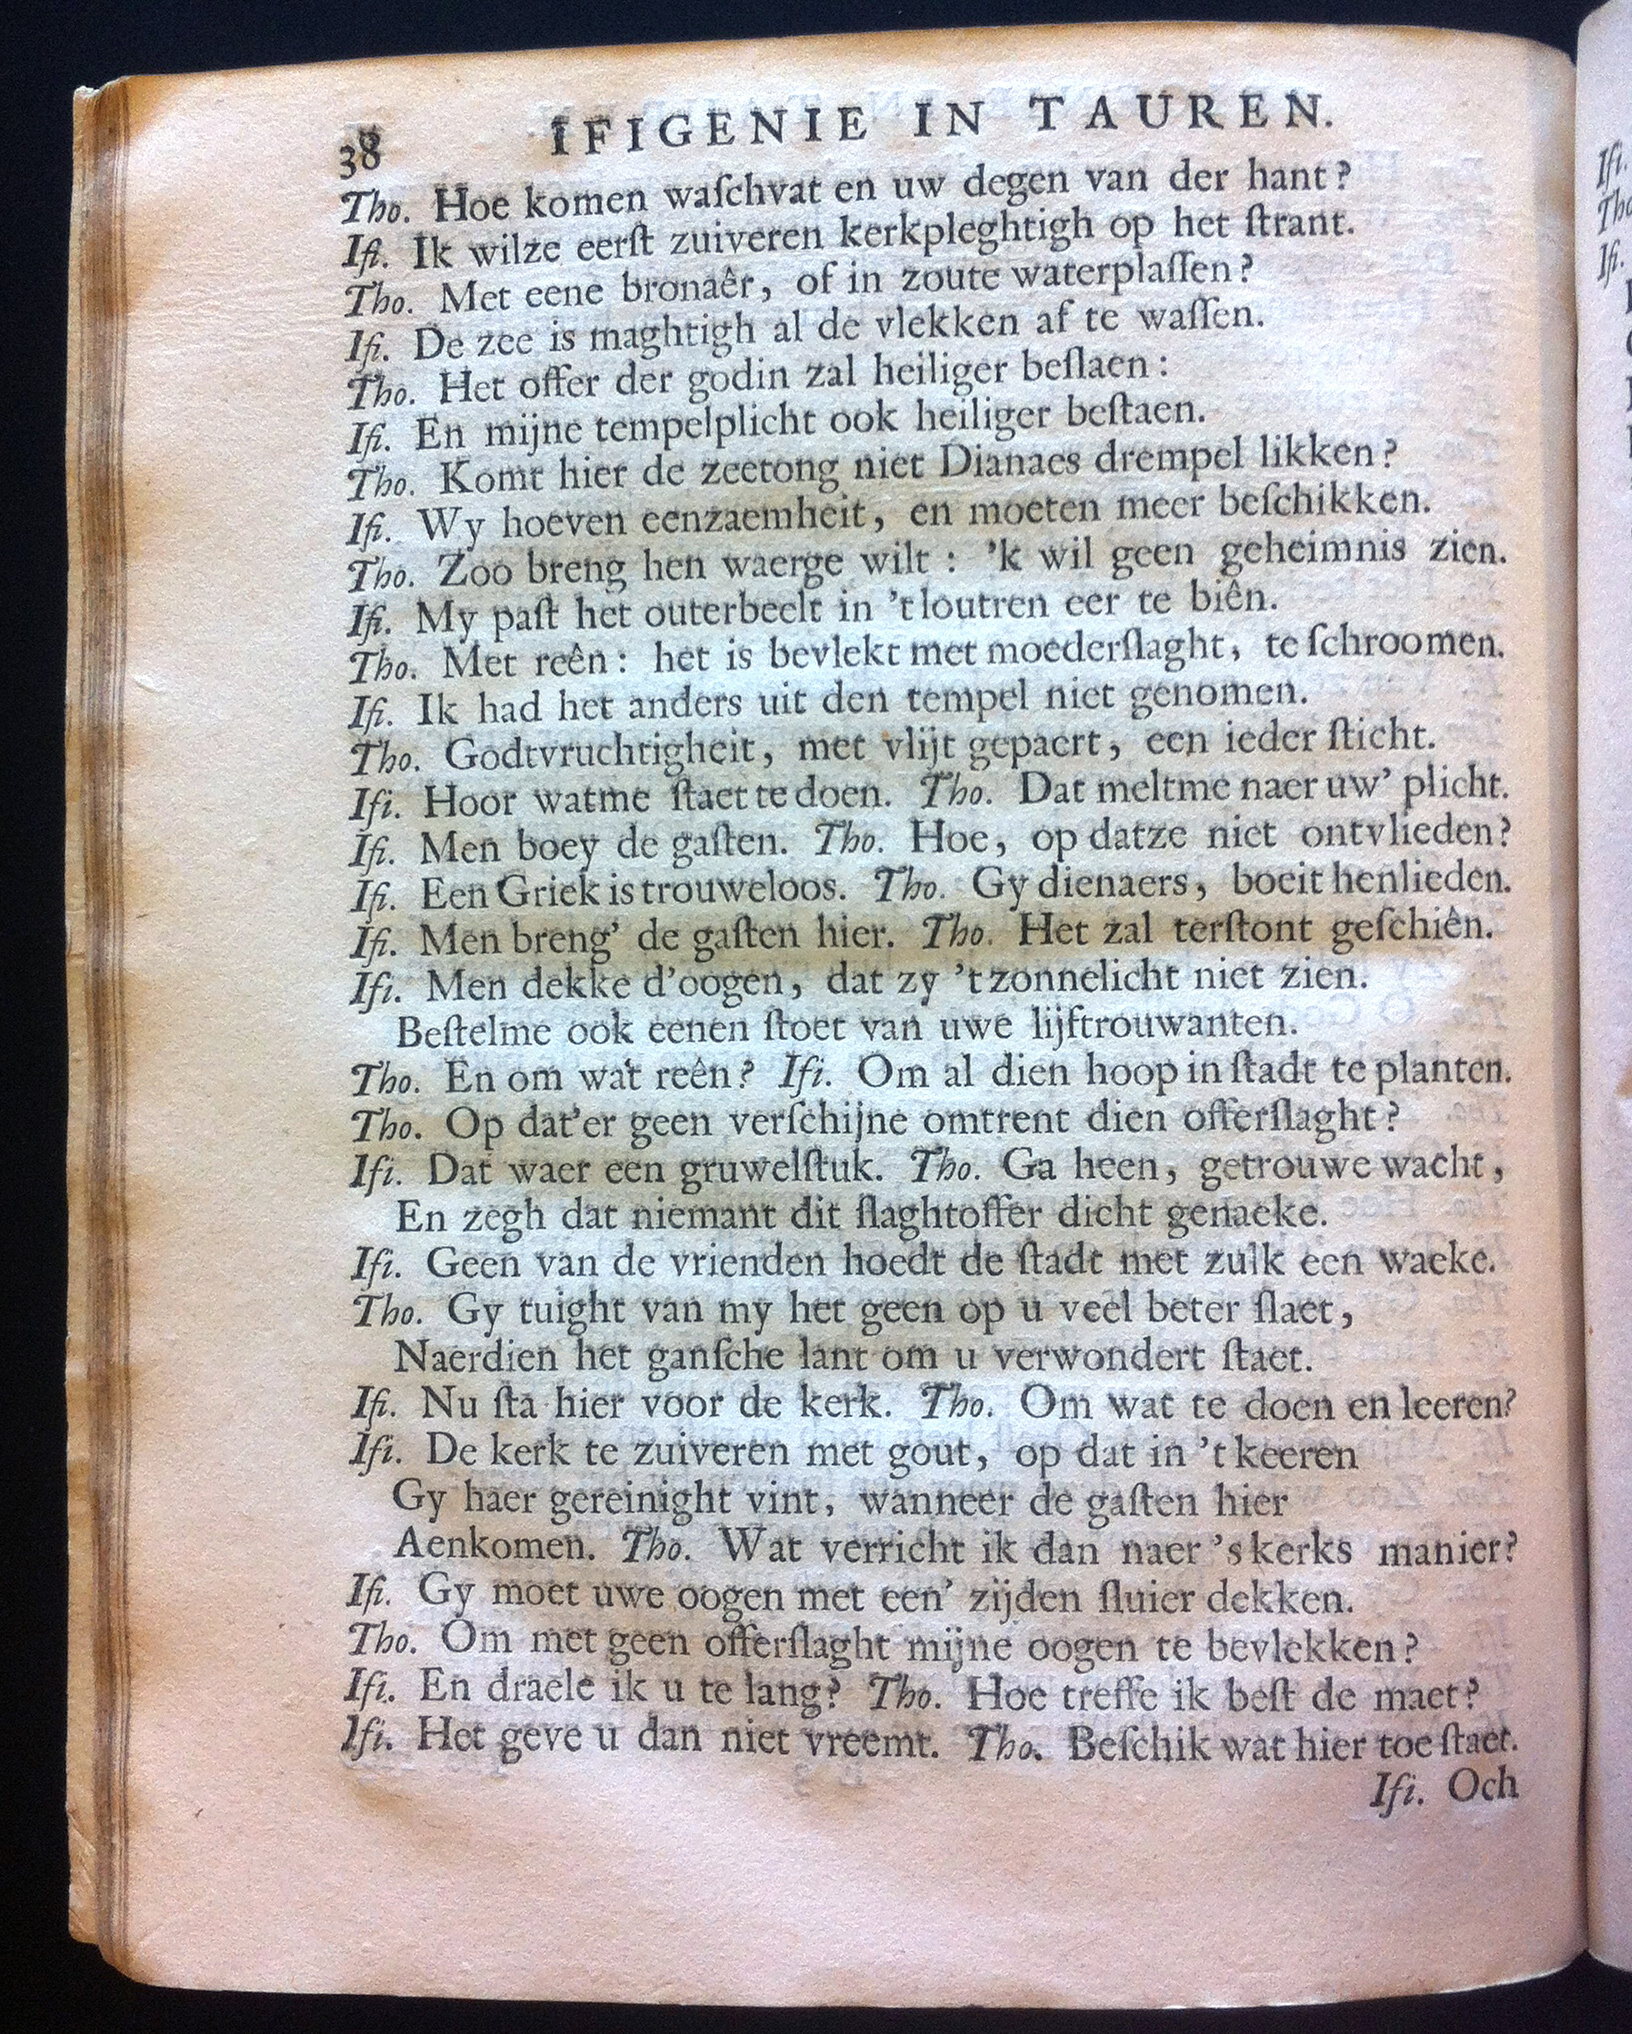 38 IFIGENIE IN TAUREN.
Tho. Hoe komen waſchvat en uw degen van der hant?
Ifi. Ik wilze eerſt zuiveren kerkpleghtigh op het ſtrant.
Tho. Met eene bronaêr, of in zoute waterplaſſen?
Ifi. De zee is maghtigh al de vlekken af te waſſen.
Tho. Het offer der godin zal heiliger beſlaen:
Ifi. En mijne tempelplicht ook heiliger beſtaen.
Tho. Komt hier de zeetong niet Dianaes drempel likken?
Ifi. Wy hoeven eenzaemheit, en moeten meer beſchikken.
Tho. Zoo breng hen waerge wilt: 'k wil geen geheimnis zien.
Ifi. My paſt het outerbeelt in 't loutren eer te biên.
Tho. Met reên: het is bevlekt met moederſlaght, te ſchroomen.
Ifi. Ik had het anders uit den tempel niet genomen.
Tho. Godtvruchtigheit, met vlijt gepaert, een ieder ſticht.
Ifi. Hoor watme ſtaet te doen. Tho. Dat meltme naer uw' plicht.
Ifi. Men boey de gaſten. Tho. Hoe, op datze niet ontvlieden?
Ifi. Een Griek is trouweloos. Tho. Gy dienaers, boeit henlieden.
Ifi. Men breng' de gaſten hier. Tho. Het zal terſtont geſchiên.
Ifi. Men dekke d'oogen, dat zy 't zonnelicht niet zien.
Beſtelme ook eenen ſtoet van uwe lijftrouwanten.
Tho. En om wat reên? Ifi. Om al dien hoop in ſtadt te planten.
Tho. Op dat'er geen verſchijne omtrent dien offerſlaght?
Ifi. Dat waer een gruwelſtuk. Tho. Ga heen, getrouwe wacht,
En zegh dat niemant dit ſlaghtoffer dicht genaeke.
Ifi. Geen van de vrienden hoedt de ſtadt met zulk een waeke.
Tho. Gy tuight van my het geen op u veel beter ſlaet,
Naerdien het ganſche lant om u verwondert ſtaet.
Ifi. Nu ſta hier voor de kerk. Tho. Om wat te doen en leeren?
Ifi. De kerk te zuiveren met gout, op dat in 't keeren
Gy haer gereinight vint, wanneer de gaſten hier
Aenkomen. Tho. Wat verricht ik dan naer 's kerks manier?
Ifi. Gy moet uwe oogen met een' zijden ſluier dekken.
Tho. Om met geen offerſlaght mijne oogen te bevlekken?
Ifi. En draele ik u te lang? Tho. Hoe treffe ik beſt de maet?
Ifi. Het geve u dan niet vreemt. Tho. Beſchik wat hier toe ſtaet.
Ifi. Och
Ifi.
Tho
Ifi.